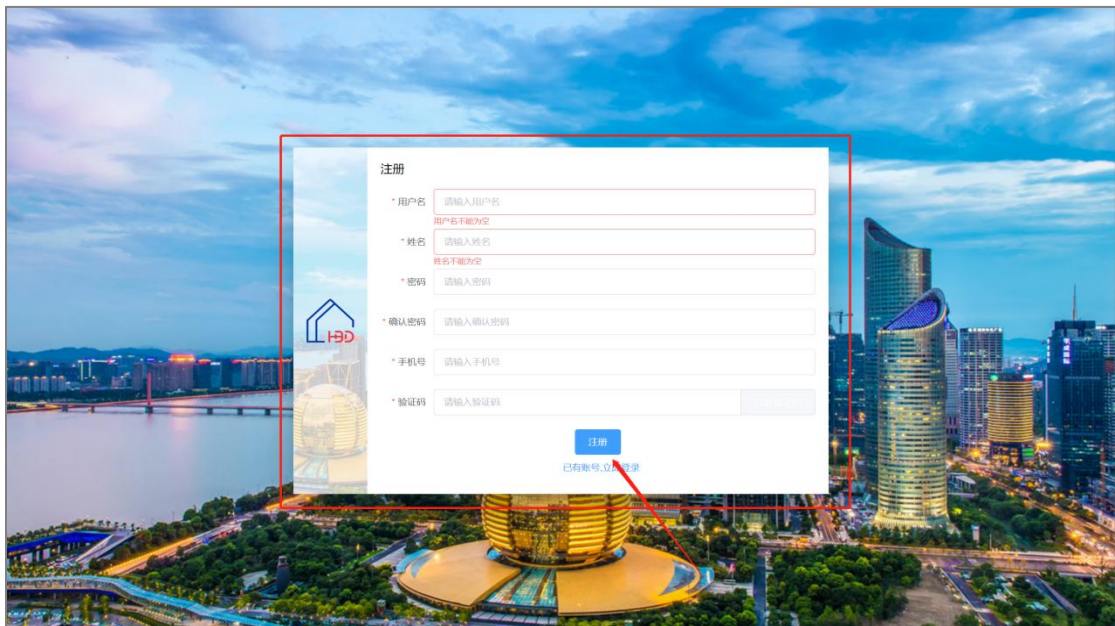 注册
* 用户名 请输入用户名
用户名不能为空
* 姓名 请输入姓名
姓名不能为空
* 密码 请输入密码
* 确认密码 请输入确认密码
HBD
* 手机号 请输入手机号
* 验证码 请输入验证码
注册
已有账号,立即登录